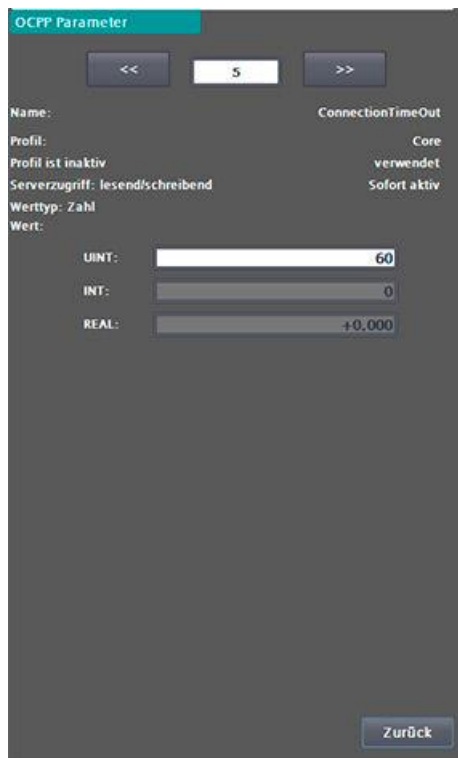 OCPP Parameter
<< 5 >>
Name: ConnectionTimeOut
Profil: Core
Profil ist inaktiv verwendet
Serverzugriff: lesend/schreibend Sofort aktiv
Werttyp: Zahl
Wert:
UINT: 60
INT: 0
REAL: +0,000
Zurück